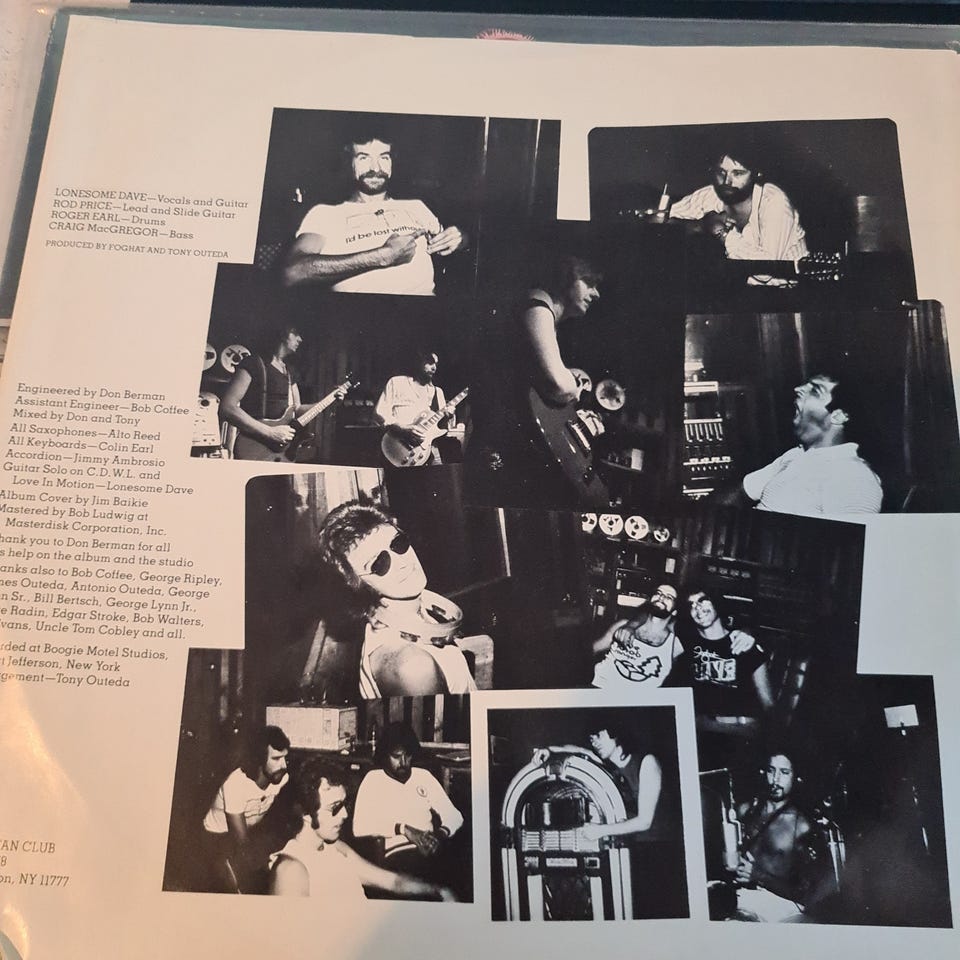 LONESOME DAVE—Vocals and Guitar
ROD PRICE—Lead and Slide Guitar
ROGER EARL—Drums
CRAIG MacGREGOR—Bass
PRODUCED BY FOGHAT AND TONY OUTEDA
Engineered by Don Berman
Assistant Engineer—Bob Coffee
Mixed by Don and Tony
All Saxophones—Alto Reed
All Keyboards—Colin Earl
Accordion—Jimmy Ambrosio
Guitar Solo on C.D.W.L. and
Love In Motion—Lonesome Dave
Album Cover by Jim Baikie
Mastered by Bob Ludwig at
Masterdisk Corporation, Inc.
hank you to Don Berman for all
s help on the album and the studio
anks also to Bob Coffee, George Ripley,
nes Outeda, Antonio Outeda, George
n Sr., Bill Bertsch, George Lynn Jr.,
e Radin, Edgar Stroke, Bob Walters,
vans, Uncle Tom Cobley and all.
rded at Boogie Motel Studios,
t Jefferson, New York
gement—Tony Outeda
FAN CLUB
8
on, NY 11777
I'd be lost without